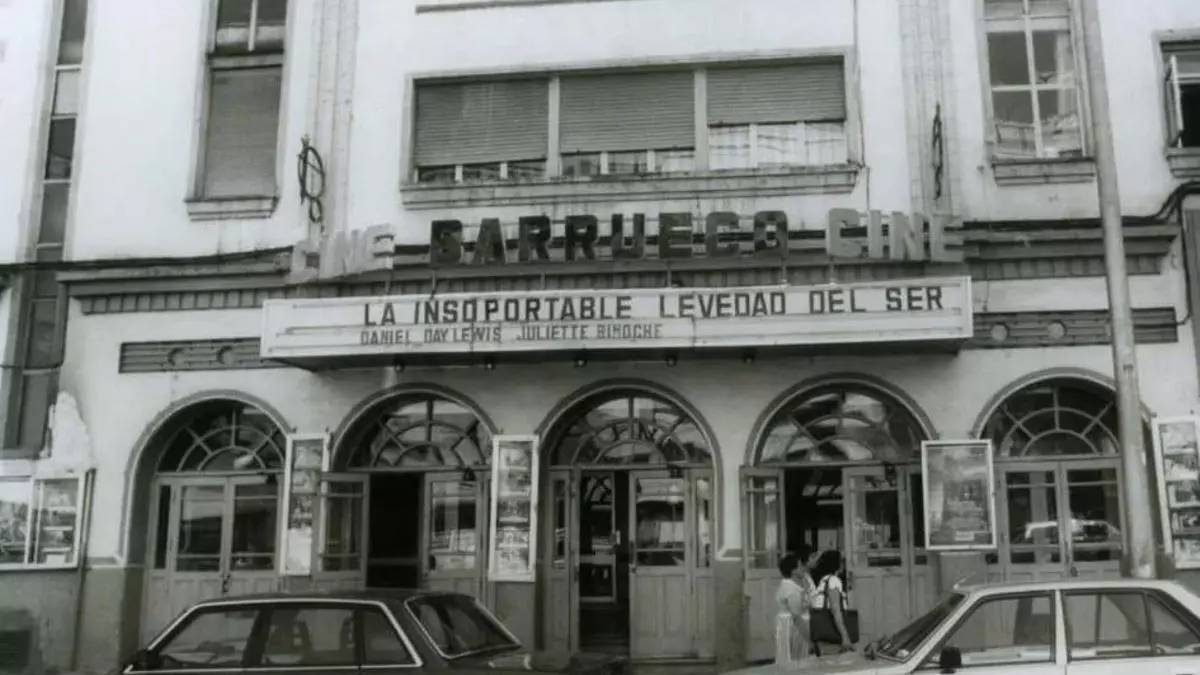 CINE BARRUECO CINE
LA INSOPORTABLE LEVEDAD DEL SER
DANIEL DAY LEWIS JULIETTE BINOCHE